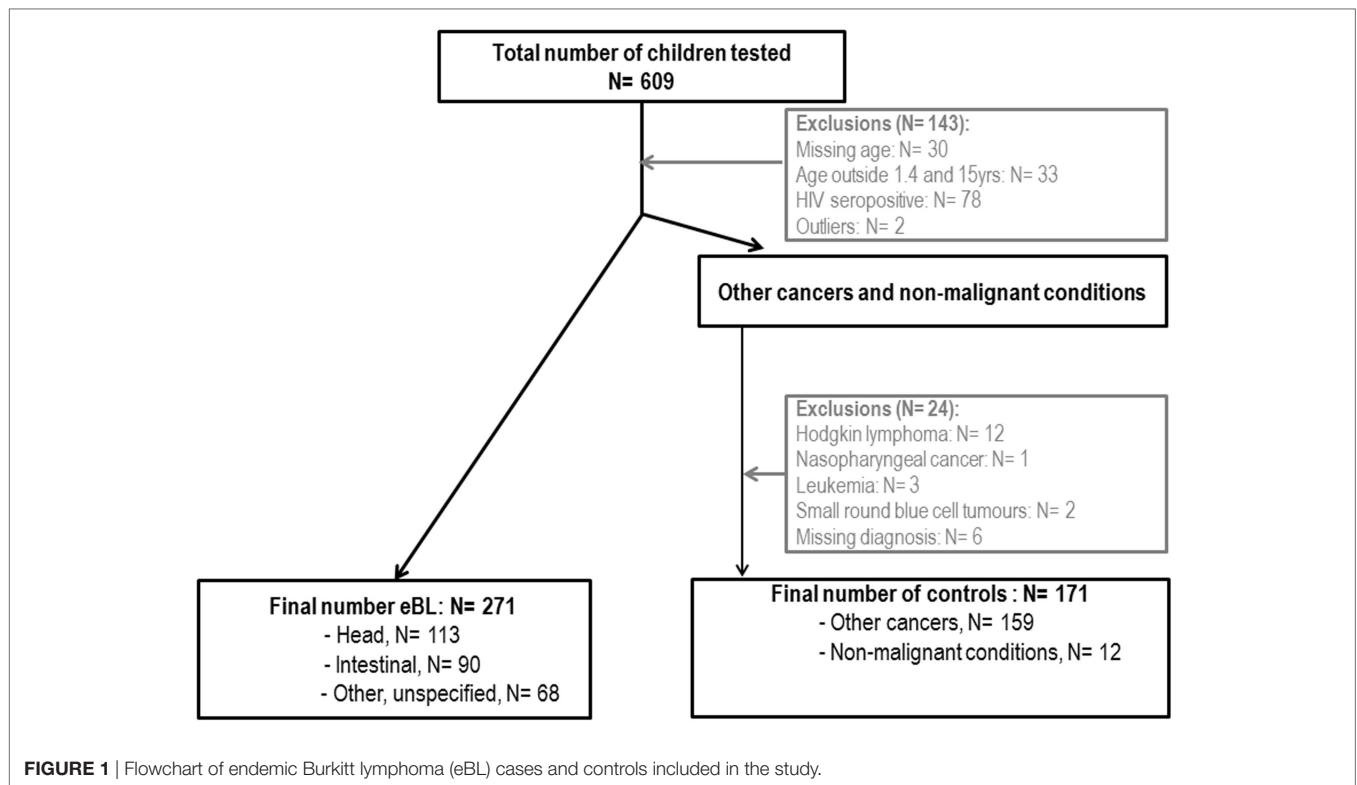 Total number of children tested
N= 609
Exclusions (N= 143):
Missing age: N= 30
Age outside 1.4 and 15yrs: N= 33
HIV seropositive: N= 78
Outliers: N= 2
Other cancers and non-malignant conditions
Exclusions (N= 24):
Hodgkin lymphoma: N= 12
Nasopharyngeal cancer: N= 1
Leukemia: N= 3
Small round blue cell tumours: N= 2
Missing diagnosis: N= 6
Final number eBL: N= 271
- Head, N= 113
- Intestinal, N= 90
- Other, unspecified, N= 68
Final number of controls : N= 171
- Other cancers, N= 159
- Non-malignant conditions, N= 12
FIGURE 1 | Flowchart of endemic Burkitt lymphoma (eBL) cases and controls included in the study.